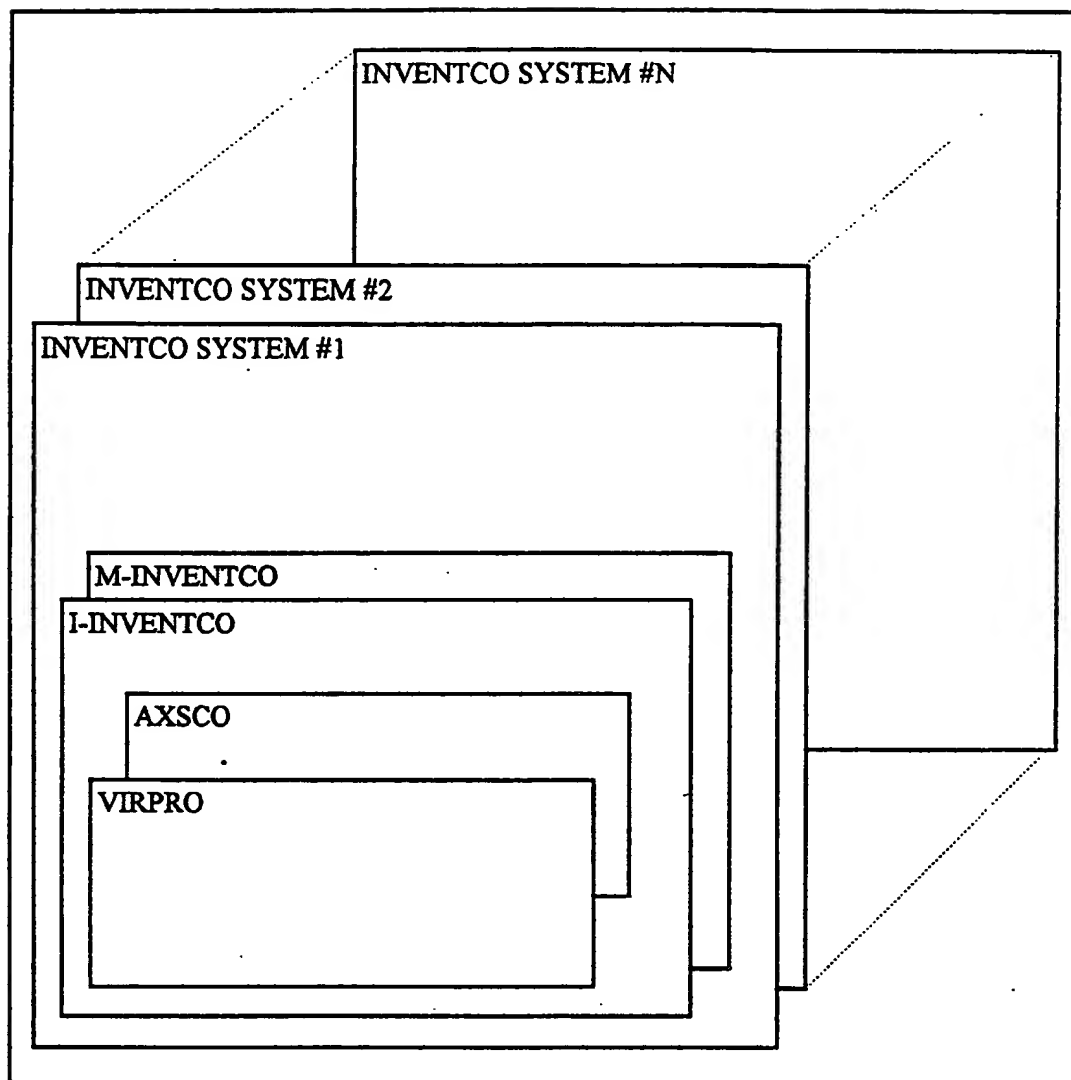 INVENTCO SYSTEM #N
INVENTCO SYSTEM #2
INVENTCO SYSTEM #1
M-INVENTCO
I-INVENTCO
AXSCO
VIRPRO